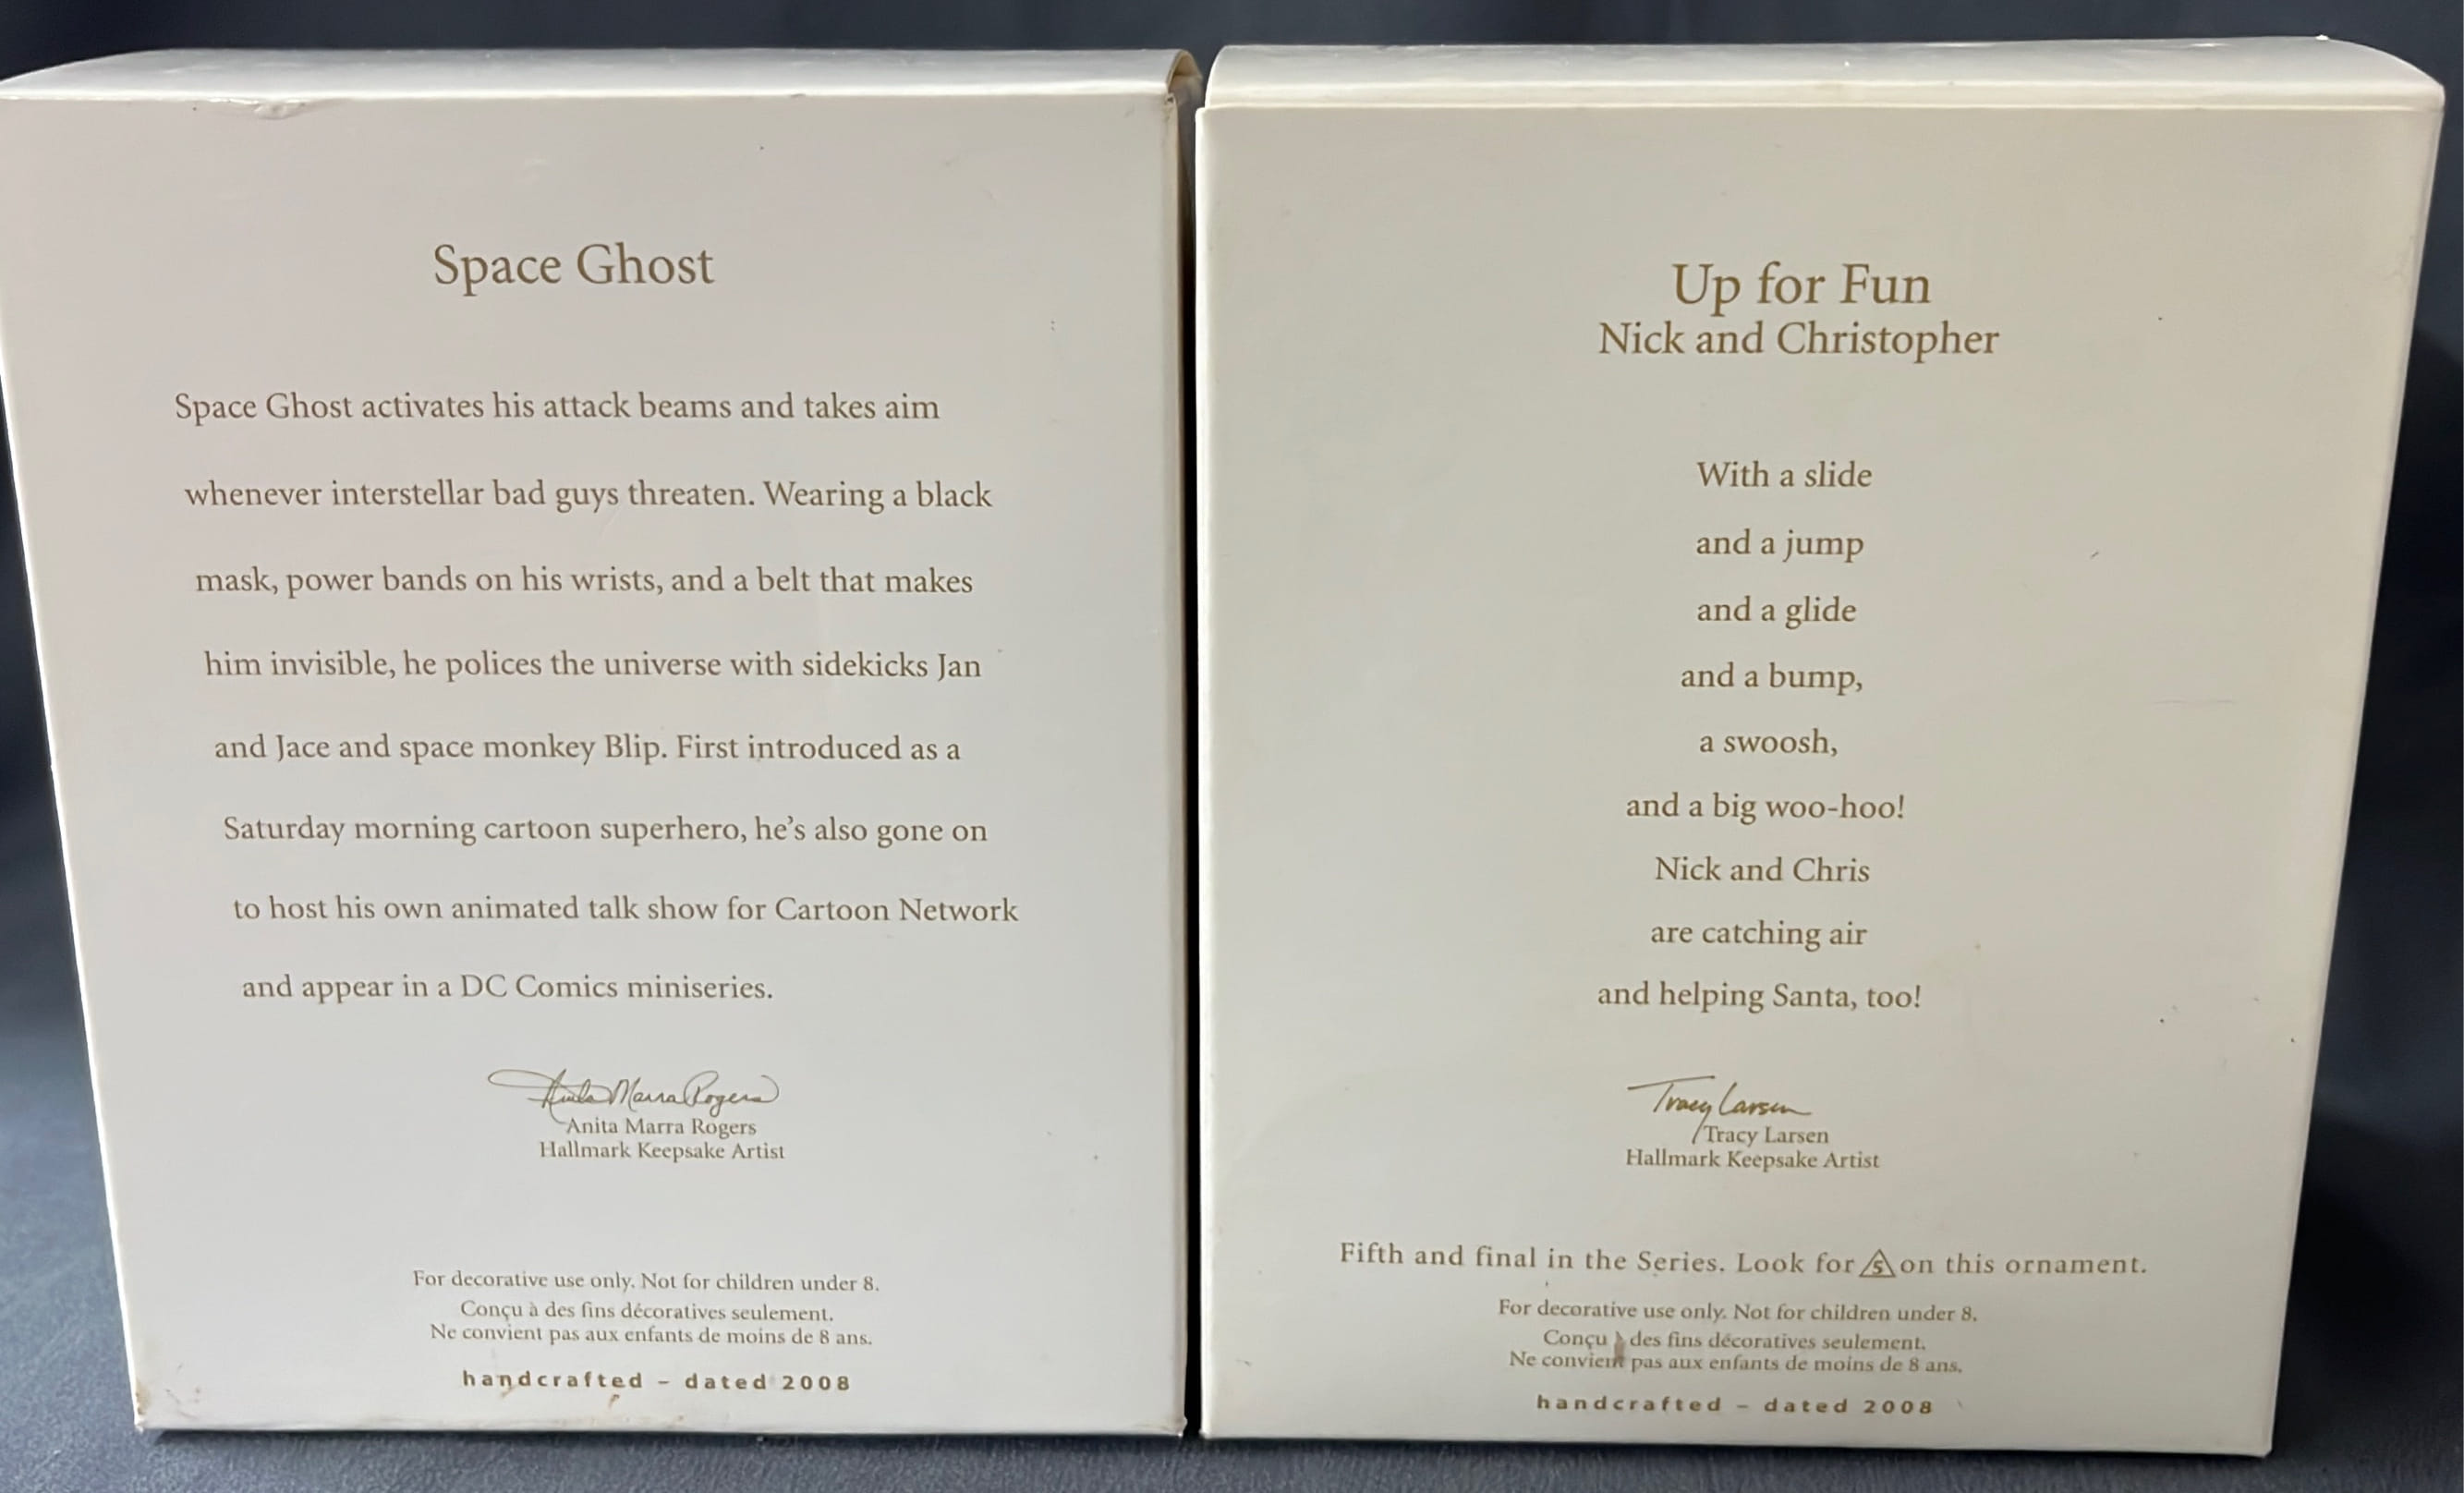 Space Ghost
Space Ghost activates his attack beams and takes aim
whenever interstellar bad guys threaten. Wearing a black
mask, power bands on his wrists, and a belt that makes
him invisible, he polices the universe with sidekicks Jan
and Jace and space monkey Blip. First introduced as a
Saturday morning cartoon superhero, he's also gone on
to host his own animated talk show for Cartoon Network
and appear in a DC Comics miniseries.
Anita Marra Rogers
Anita Marra Rogers
Hallmark Keepsake Artist
For decorative use only. Not for children under 8.
Conçu à des fins décoratives seulement.
Ne convient pas aux enfants de moins de 8 ans.
handcrafted – dated 2008
Up for Fun
Nick and Christopher
With a slide
and a jump
and a glide
and a bump,
a swoosh,
and a big woo-hoo!
Nick and Chris
are catching air
and helping Santa, too!
Tracy Larsen
Tracy Larsen
Hallmark Keepsake Artist
Fifth and final in the Series. Look for 5 on this ornament.
For decorative use only. Not for children under 8.
Conçu à des fins décoratives seulement.
Ne convient pas aux enfants de moins de 8 ans.
handcrafted – dated 2008